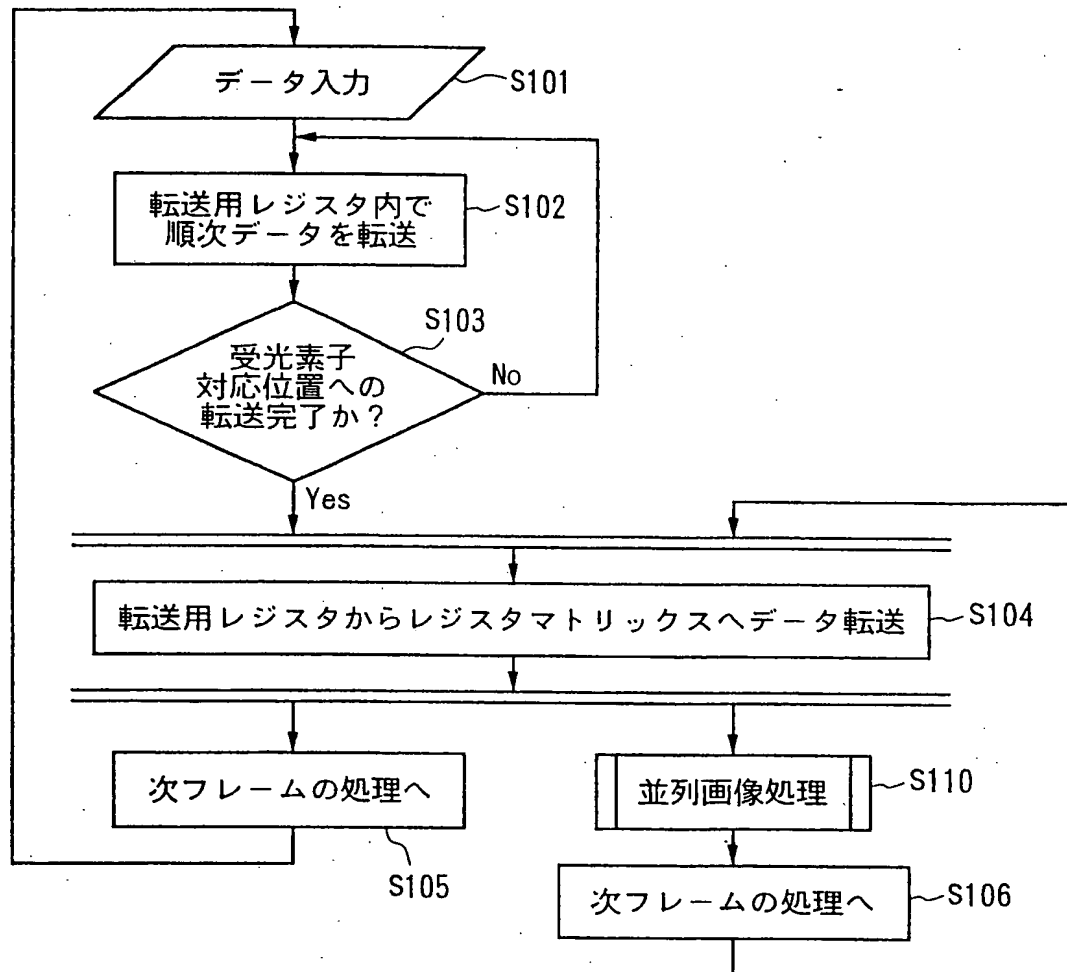 データ入力
S101
転送用レジスタ内で
順次データを転送
S102
S103
受光素子
対応位置への
転送完了か？
No
Yes
転送用レジスタからレジスタマトリックスへデータ転送
S104
次フレームの処理へ
S105
並列画像処理
S110
次フレームの処理へ
S106